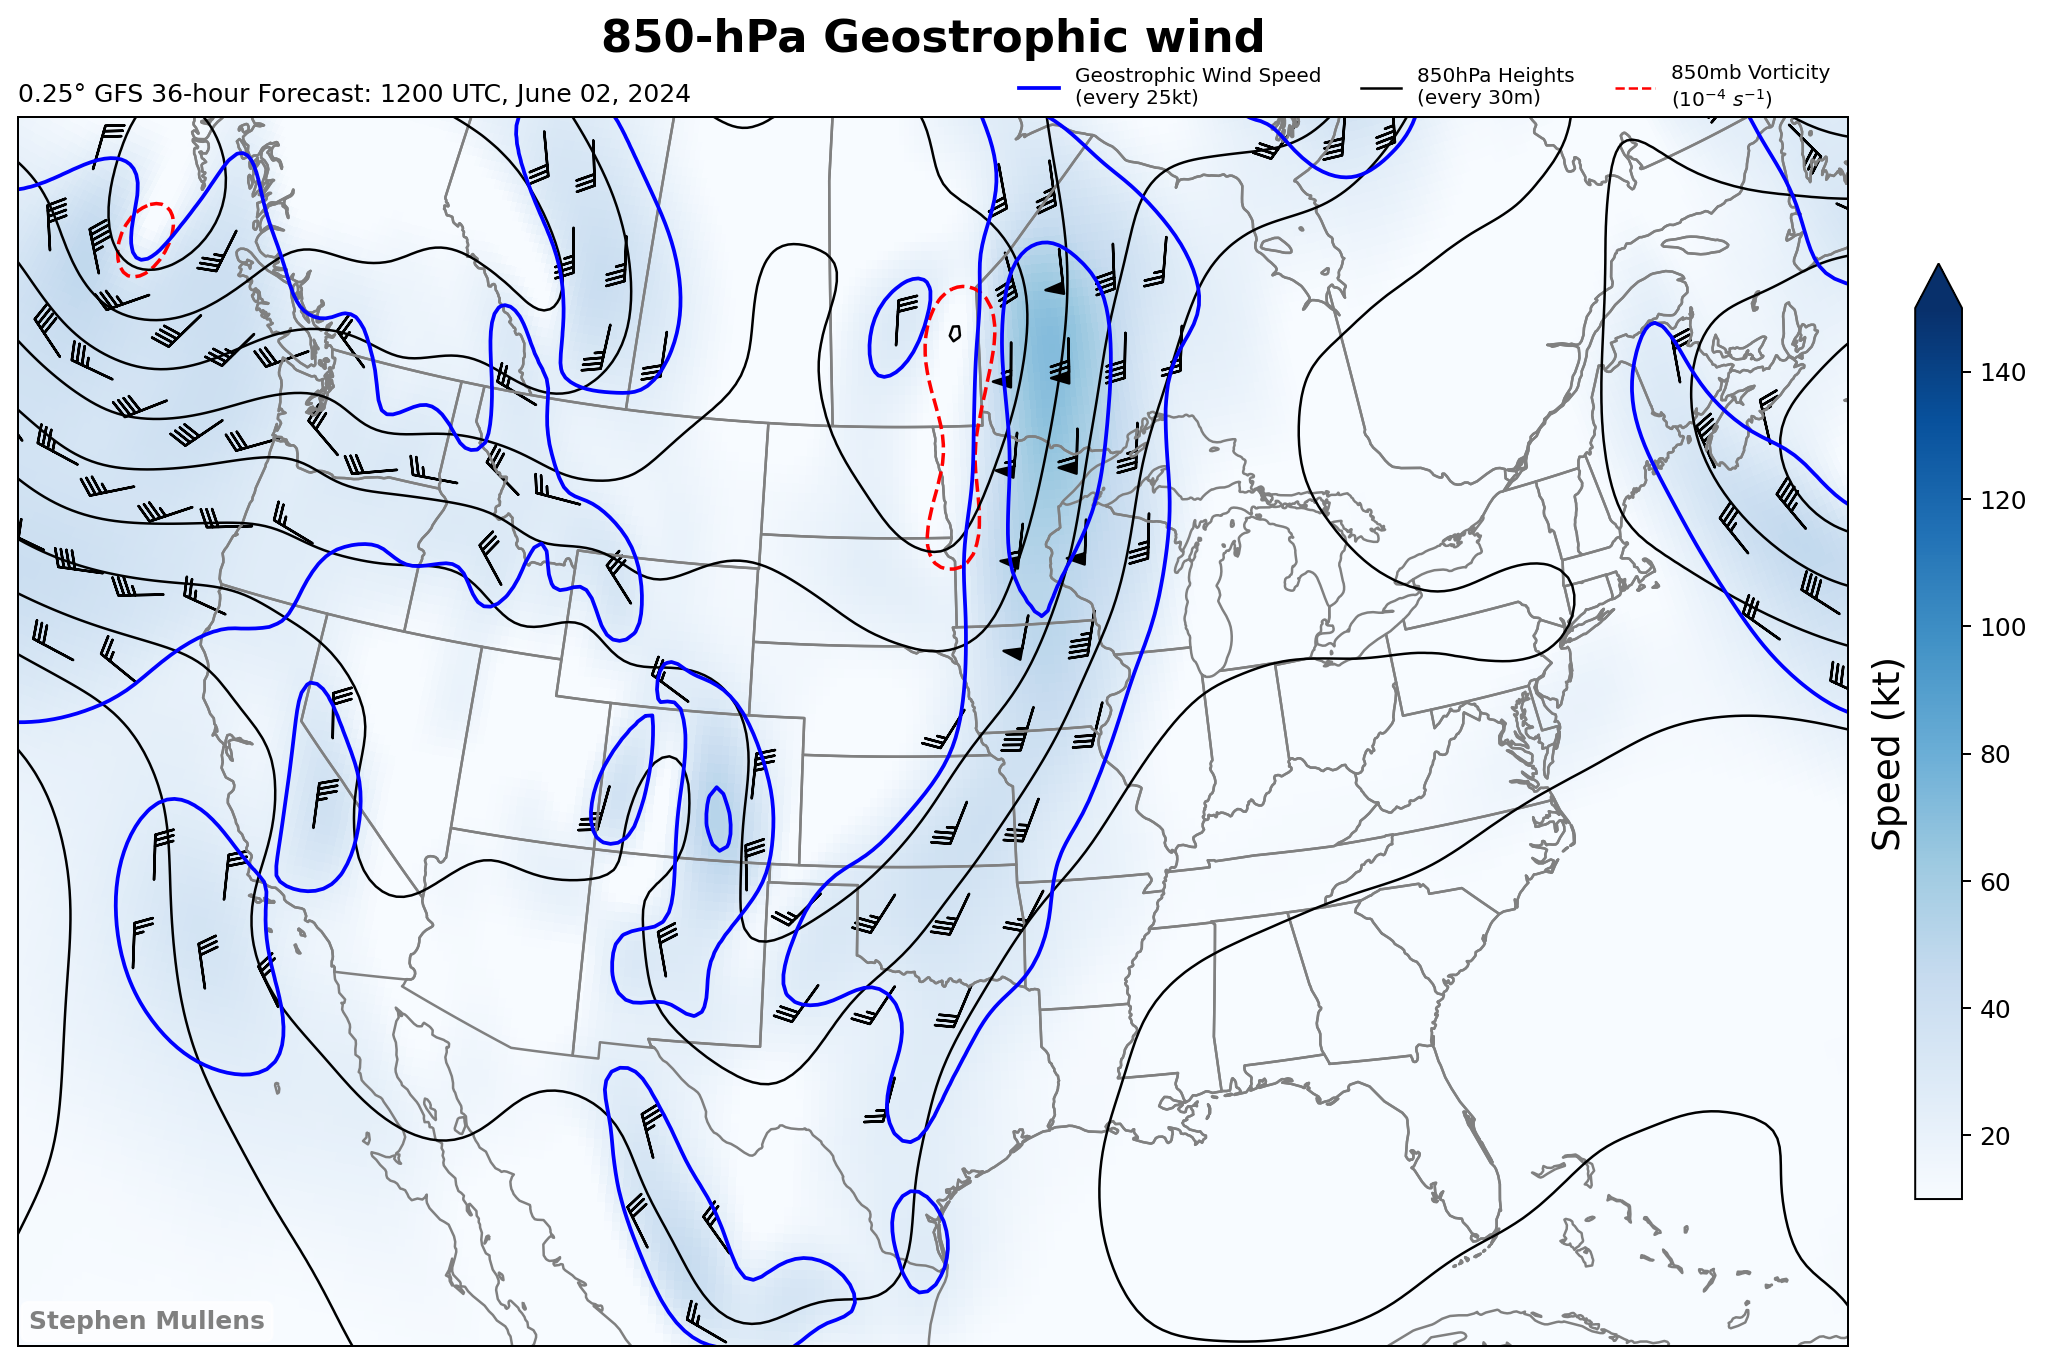 850-hPa Geostrophic wind
0.25° GFS 36-hour Forecast: 1200 UTC, June 02, 2024
Geostrophic Wind Speed
(every 25kt)
850hPa Heights
(every 30m)
850mb Vorticity
(10⁻⁴ s⁻¹)
140
120
100
80
60
40
20
Speed (kt)
Stephen Mullens